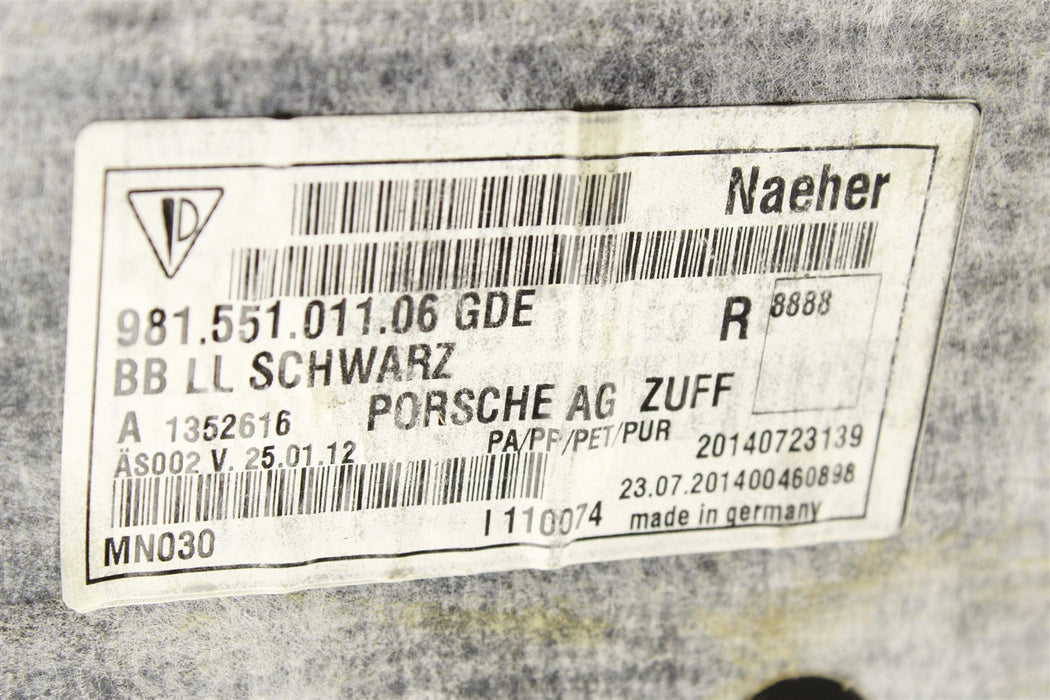 Naeher
981.551.011.06 GDE
R 8888
BB LL SCHWARZ
PORSCHE AG ZUFF
A 1352616
PA/PP/PET/PUR
20140723139
ÄS002 V. 25.01.12
23.07.201400460898
I 110074 made in germany
MN030